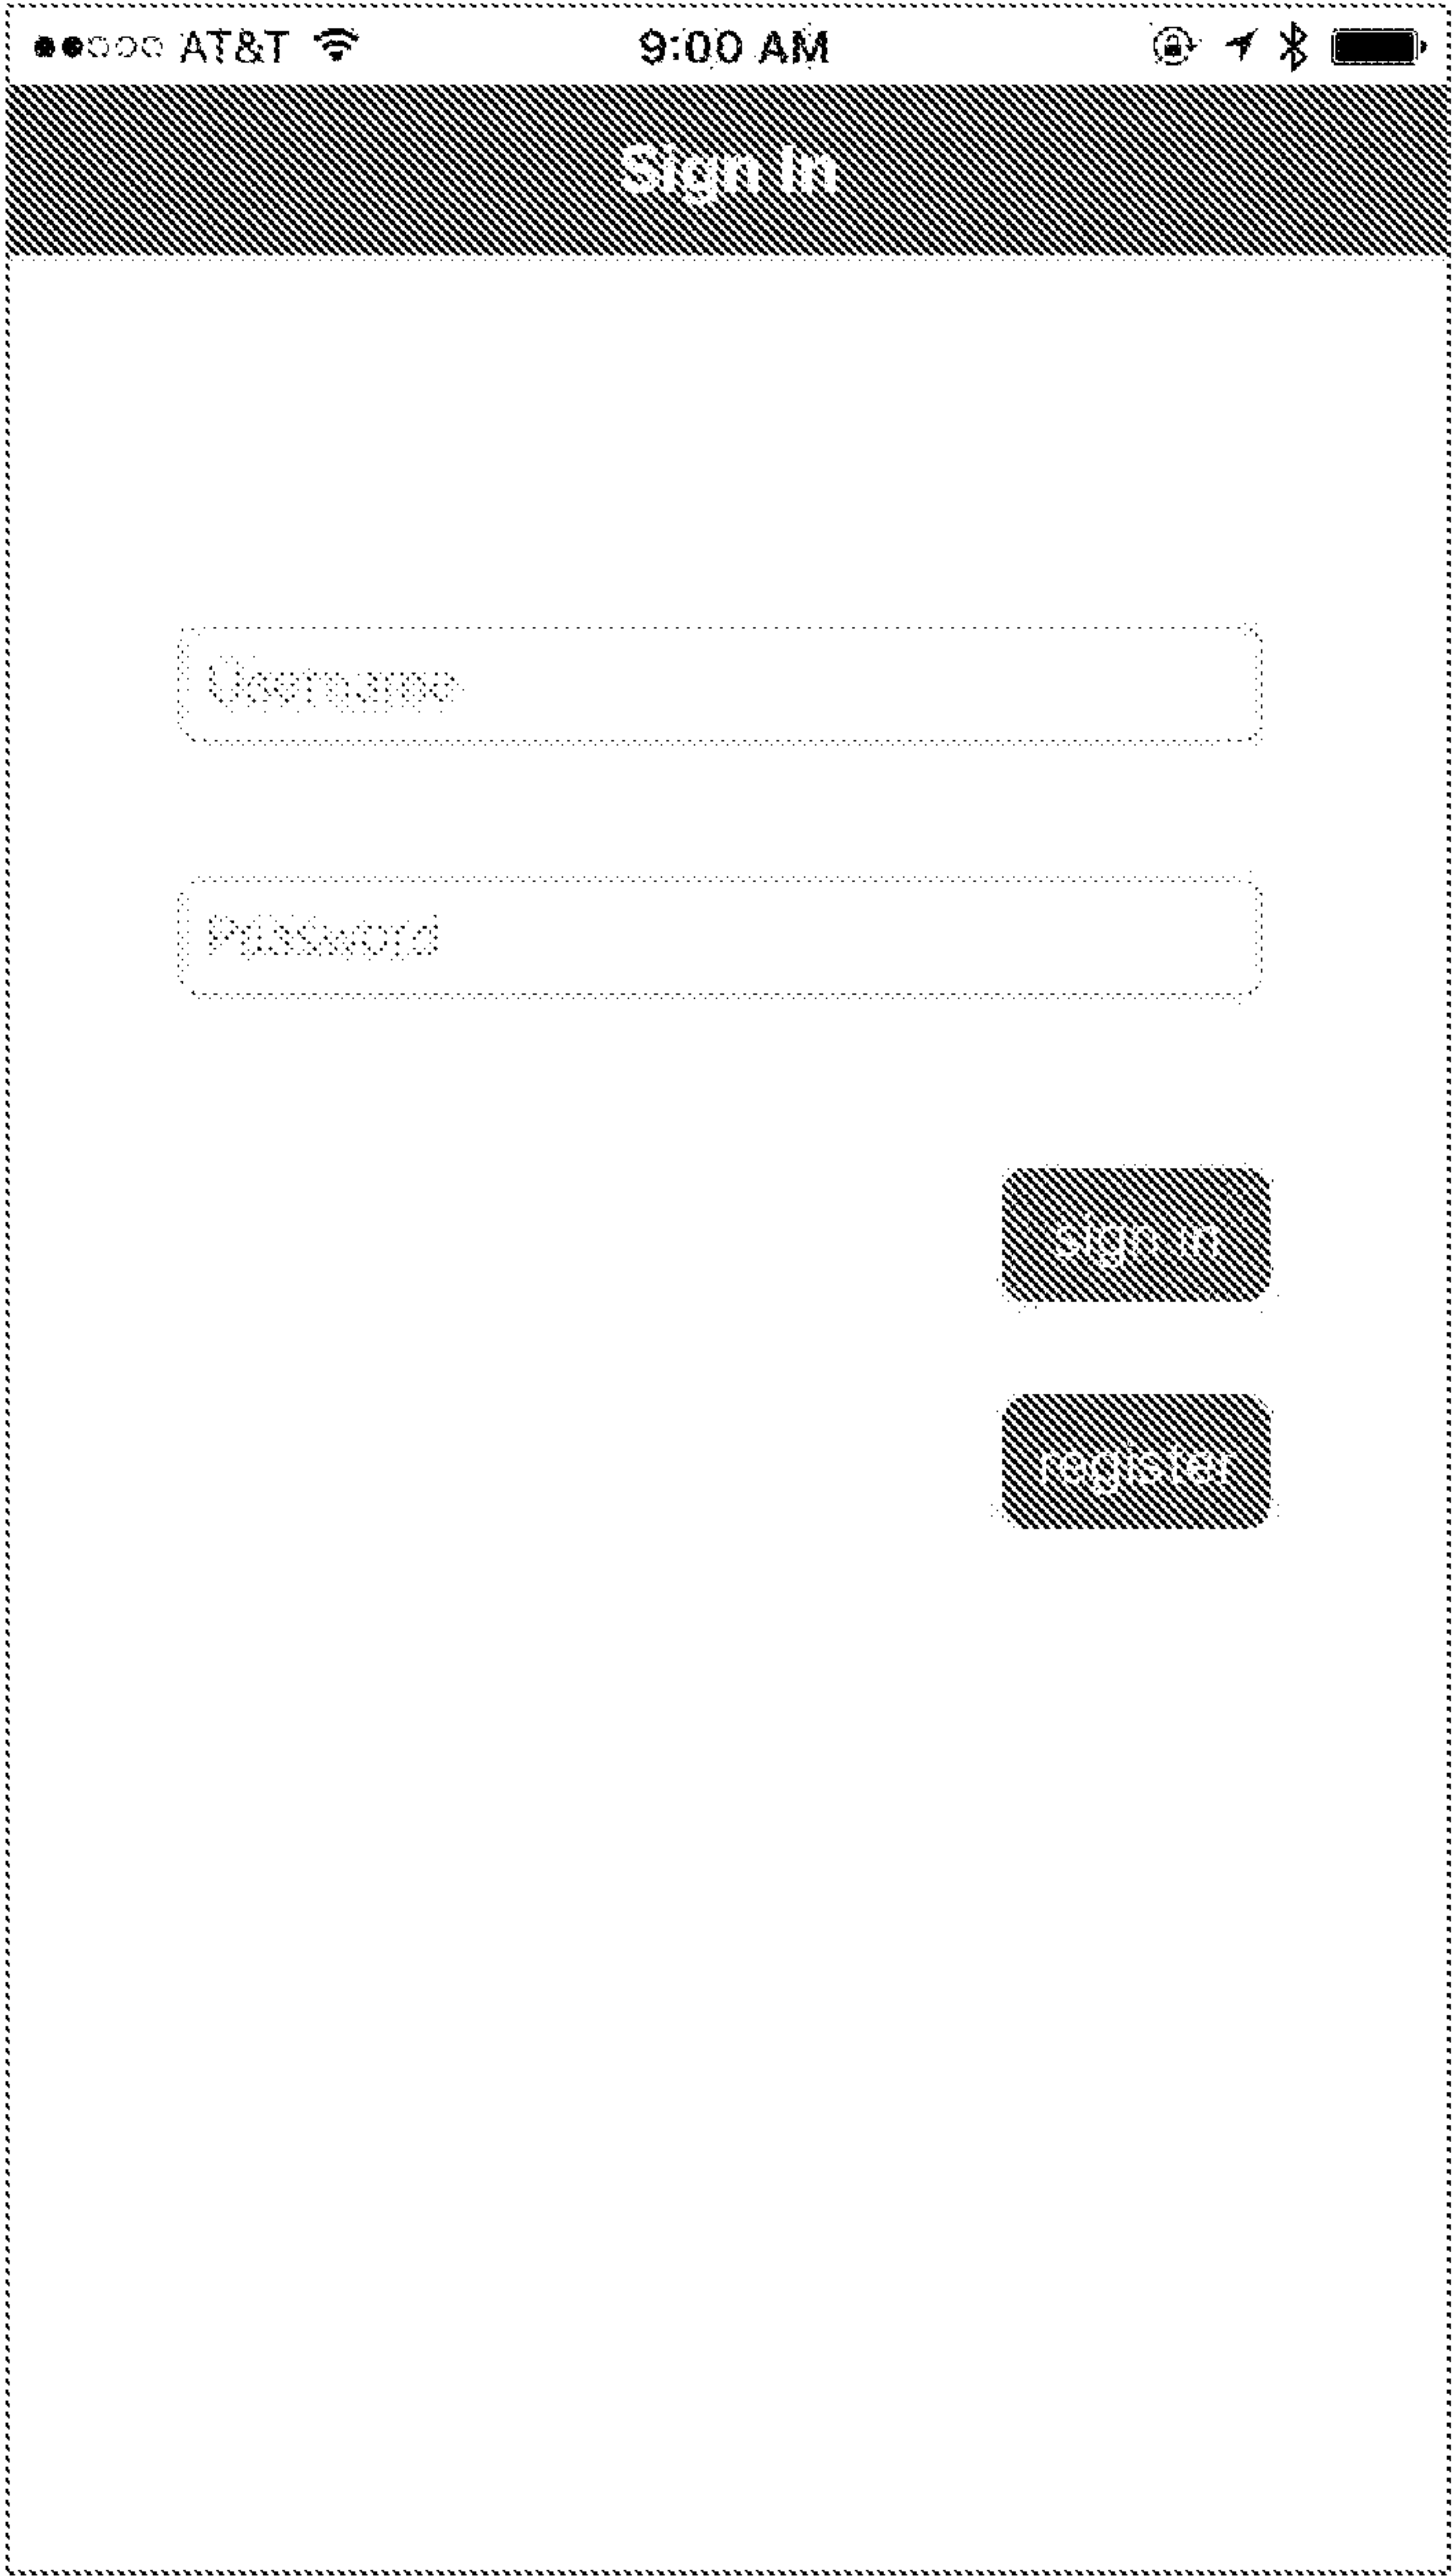 AT&T 9:00 AM
Sign In
Username
Password
sign in
register